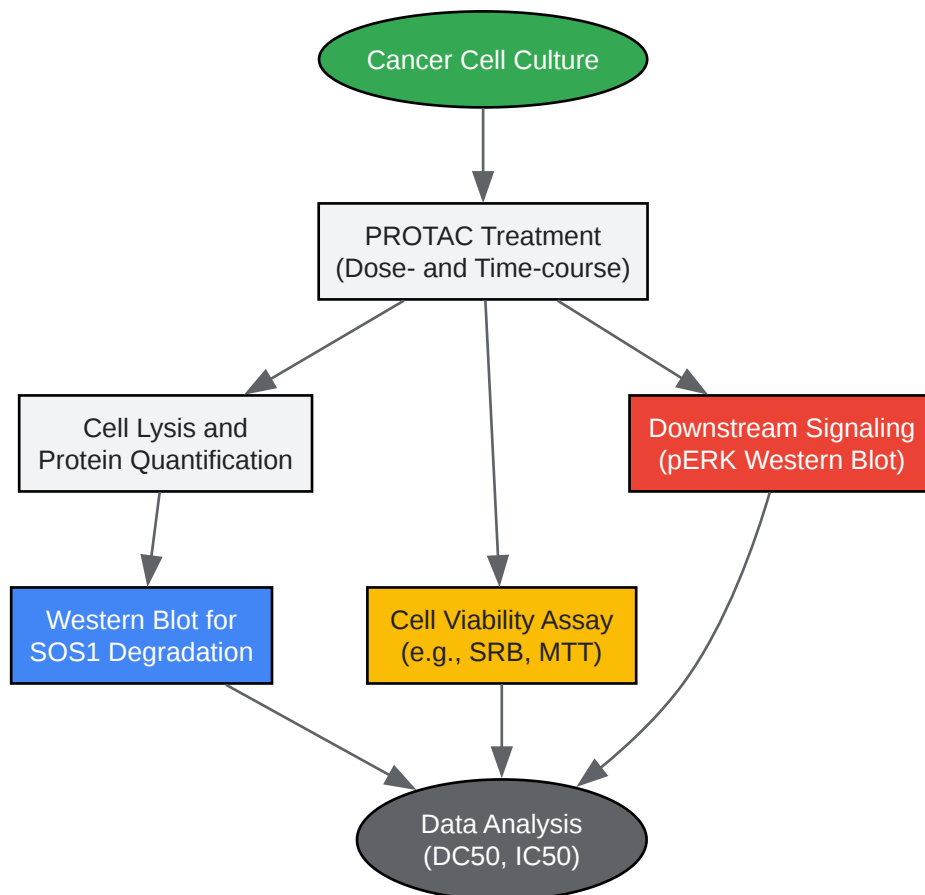 Cancer Cell Culture
PROTAC Treatment
(Dose- and Time-course)
Cell Lysis and
Protein Quantification
Downstream Signaling
(pERK Western Blot)
Western Blot for
SOS1 Degradation
Cell Viability Assay
(e.g., SRB, MTT)
Data Analysis
(DC50, IC50)